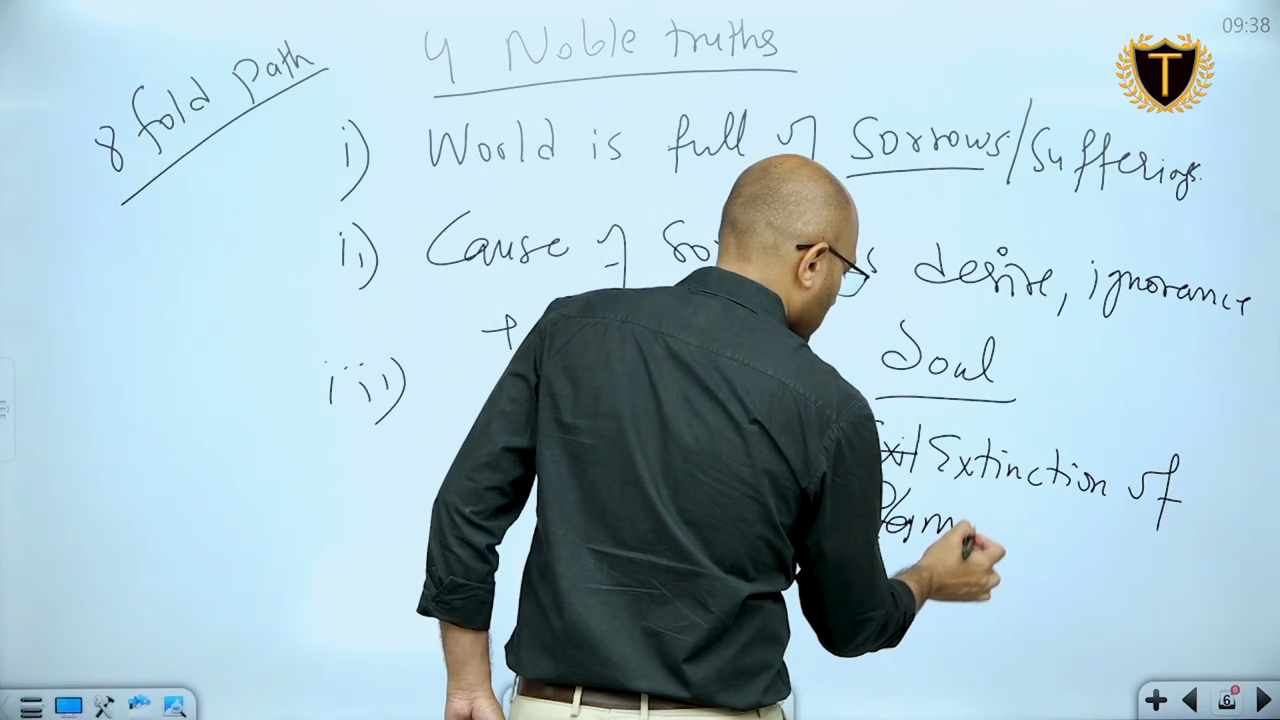 09:38
T
4 Noble truths
8 fold Path
i) World is full of Sorrows/Sufferings
ii) Cause of desire, ignorance
+ Soul
iii)
Extinction of
6